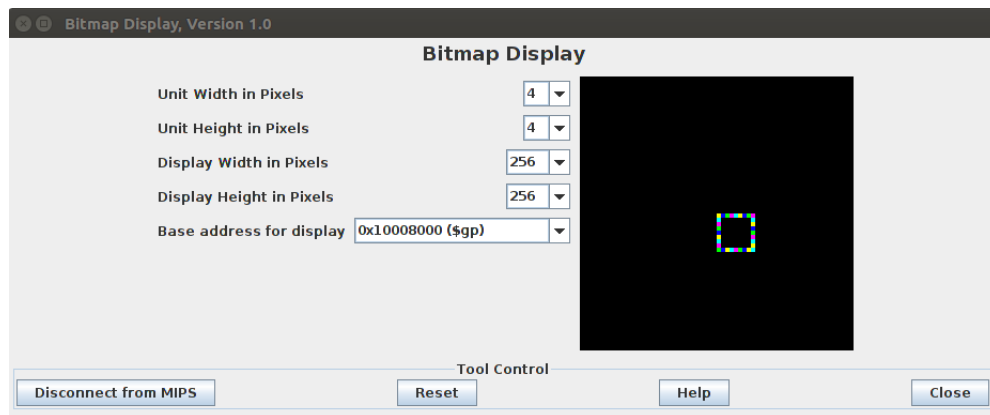 Bitmap Display, Version 1.0
Bitmap Display
Unit Width in Pixels 4
Unit Height in Pixels 4
Display Width in Pixels 256
Display Height in Pixels 256
Base address for display 0x10008000 ($gp)
Tool Control
Disconnect from MIPS Reset Help Close